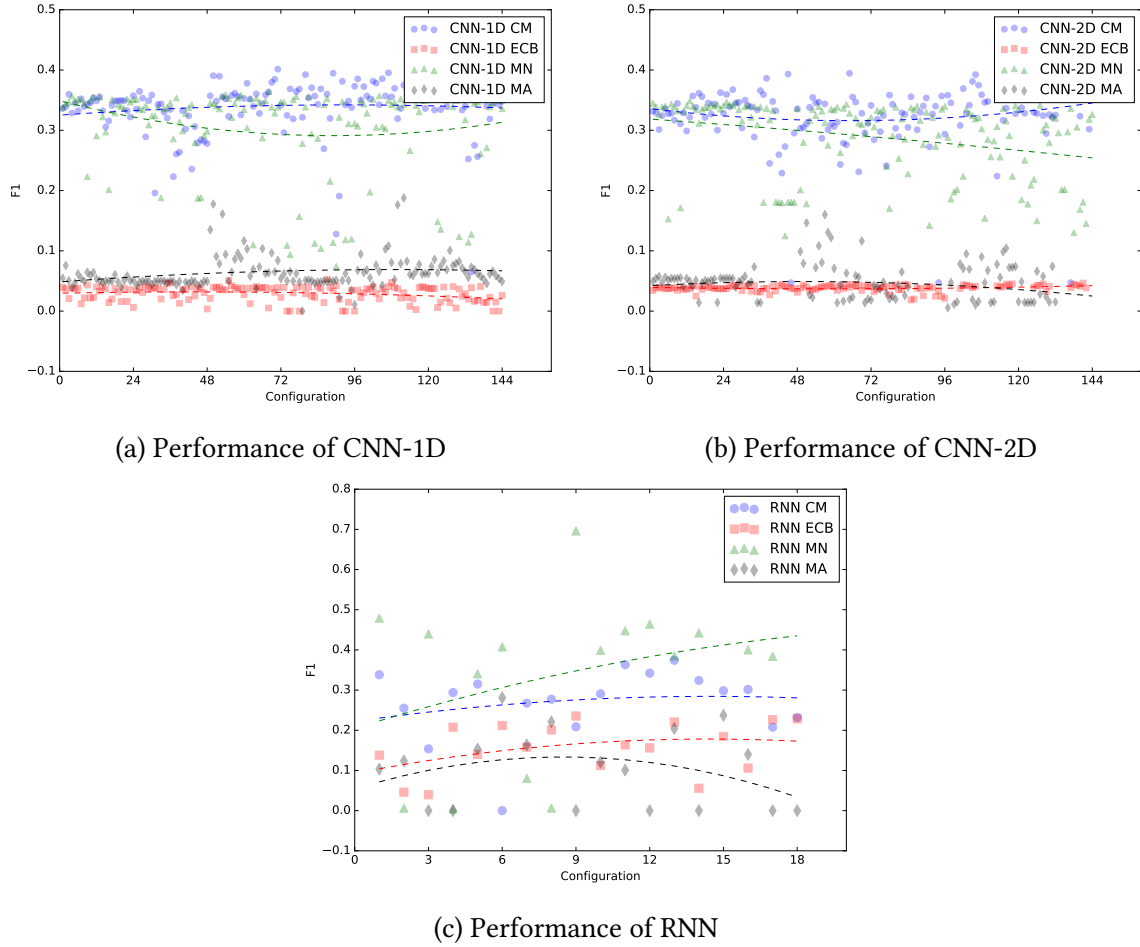 0.5
0.4
0.3
0.2
0.1
0.0
−0.1
F1
0 24 48 72 96 120 144
Configuration
CNN-1D CM
CNN-1D ECB
CNN-1D MN
CNN-1D MA
(a) Performance of CNN-1D
0.5
0.4
0.3
0.2
0.1
0.0
−0.1
F1
0 24 48 72 96 120 144
Configuration
CNN-2D CM
CNN-2D ECB
CNN-2D MN
CNN-2D MA
(b) Performance of CNN-2D
0.8
0.7
0.6
0.5
0.4
0.3
0.2
0.1
0.0
−0.1
F1
0 3 6 9 12 15 18
Configuration
RNN CM
RNN ECB
RNN MN
RNN MA
(c) Performance of RNN